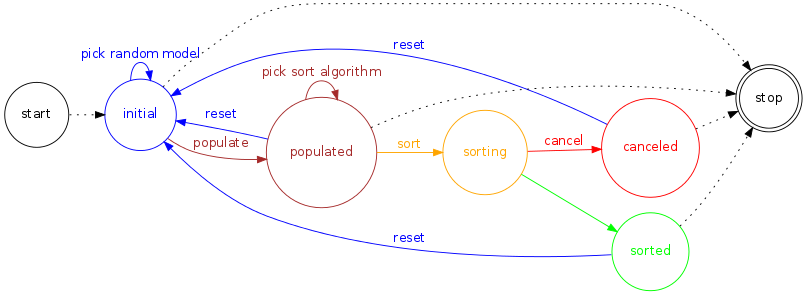 reset
pick random model
pick sort algorithm
stop
start
initial
reset
populate
sort
cancel
canceled
populated
sorting
reset
sorted